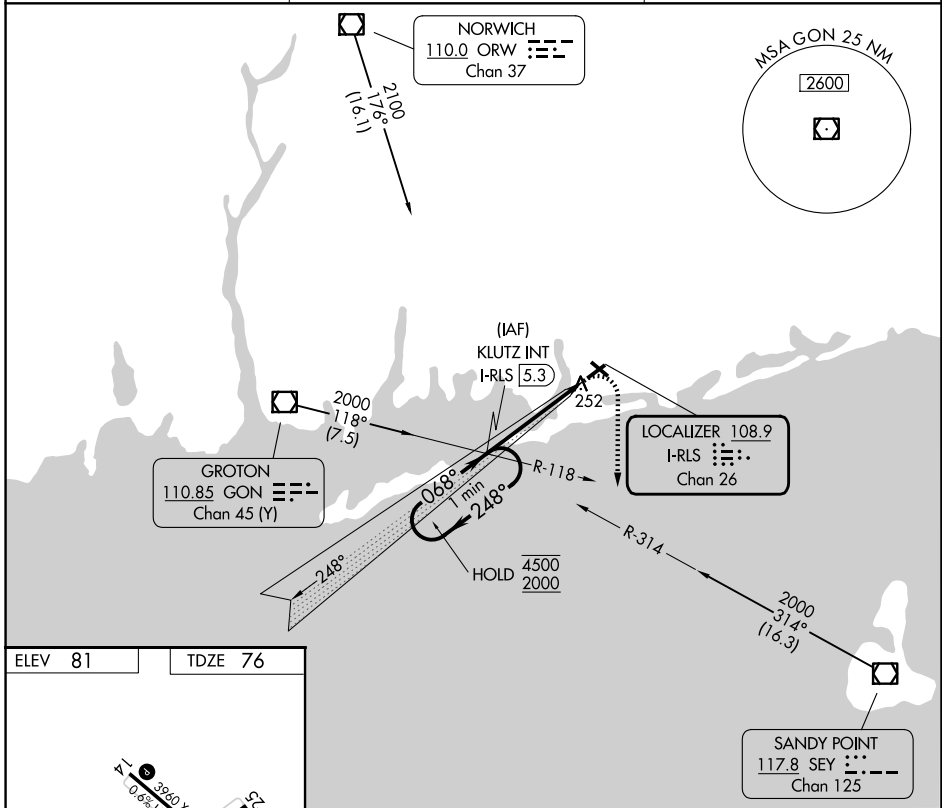 NORWICH
110.0 ORW
Chan 37
MSA GON 25 NM
2600
2100
176°
(16.1)
(IAF)
KLUTZ INT
I-RLS 5.3
252
2000
118°
(7.5)
LOCALIZER 108.9
I-RLS
Chan 26
GROTON
110.85 GON
Chan 45 (Y)
R-118
068°
1 min
248°
R-314
248°
HOLD 4500
2000
2000
314°
(16.3)
ELEV 81
TDZE 76
SANDY POINT
117.8 SEY
Chan 125
14
P
3960 X
0.6%
25